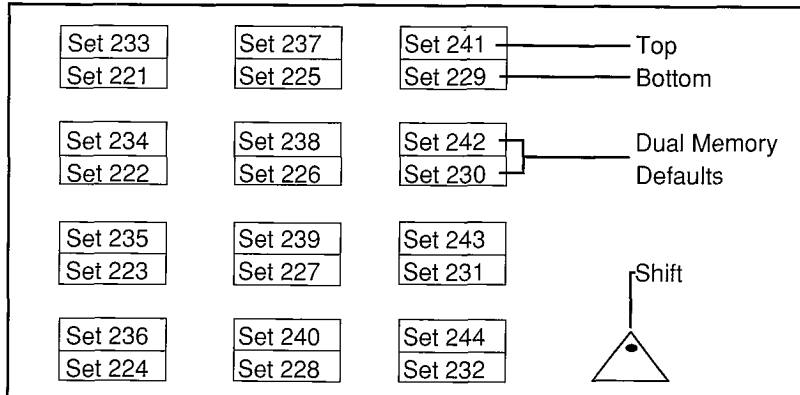 Set 233 Set 237 Set 241 Top
Set 221 Set 225 Set 229 Bottom
Set 234 Set 238 Set 242 Dual Memory
Set 222 Set 226 Set 230 Defaults
Set 235 Set 239 Set 243
Set 223 Set 227 Set 231 Shift
Set 236 Set 240 Set 244
Set 224 Set 228 Set 232